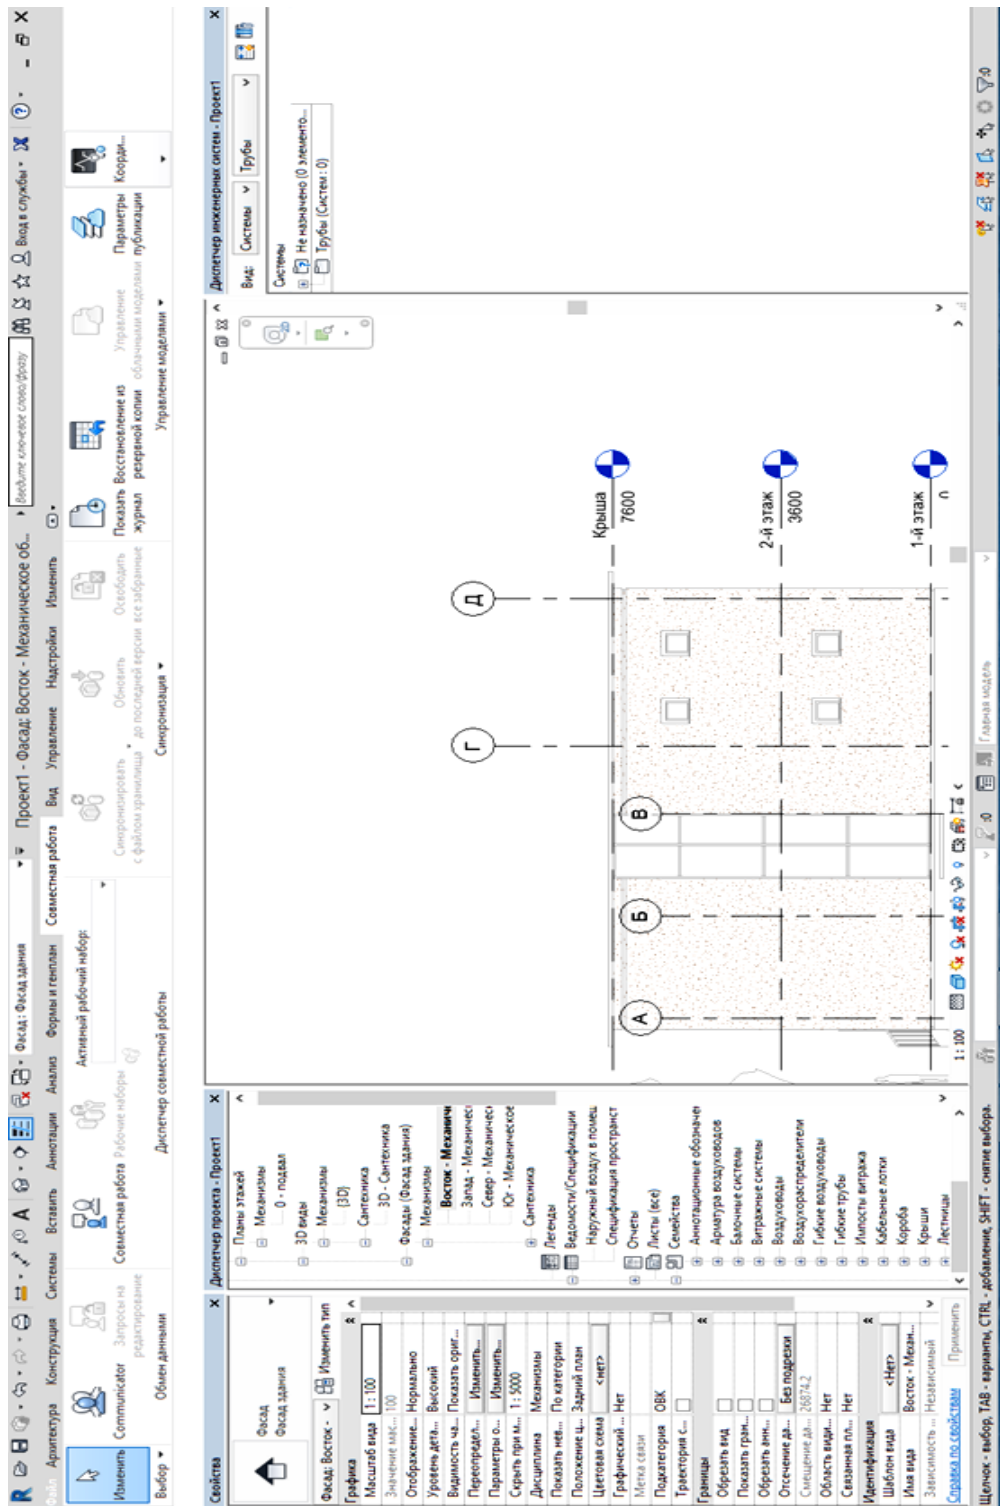 Фасад: Фасад здания
Проект1 - Фасад: Восток - Механическое об...
Введите ключевое слово/фразу
Вход в службы
Файл Архитектура Конструкция Системы Вставить Аннотации Анализ Формы и генплан Совместная работа Вид Управление Надстройки Изменить
Изменить
Выбор
Communicator
Запросы на
редактирование
Обмен данными
Совместная работа
Рабочие наборы
Активный рабочий набор:
Диспетчер совместной работы
Синхронизировать
с файлом хранилища
Обновить
до последней версии
Освободить
все забранные
Синхронизация
Показать
журнал
Восстановление из
резервной копии
Управление
облачными моделями
Управление моделями
Параметры
публикации
Коорди...
Свойства
Фасад
Фасад здания
Фасад: Восток -
Изменить тип
Графика
Масштаб вида 1 : 100
Значение мас... 100
Отображение... Нормально
Уровень дета... Высокий
Видимость ча... Показать ориг...
Переопредел... Изменить...
Параметры о... Изменить...
Скрыть при м... 1 : 5000
Дисциплина Механизмы
Показать нев... По категории
Положение ц... Задний план
Цветовая схема <нет>
Графический ... Нет
Метка связи
Подкатегория ОВК
Траектория с...
Границы
Обрезать вид
Показать гран...
Обрезать анн...
Отсечение да... Без подрезки
Смещение да... 26874.2
Область види... Нет
Связанная пл... Нет
Идентификация
Шаблон вида <Нет>
Имя вида Восток - Механ...
Зависимость ... Независимый
Справка по свойствам
Применить
Диспетчер проекта - Проект1
Планы этажей
Механизмы
0 - подвал
3D виды
Механизмы
{3D}
Сантехника
3D - Сантехника
Фасады (Фасад здания)
Механизмы
Восток - Механич
Запад - Механичес
Север - Механичес
Юг - Механическое
Сантехника
Легенды
Ведомости/Спецификации
Наружный воздух в помещ
Спецификация пространст
Отчеты
Листы (все)
Семейства
Аннотационные обозначен
Арматура воздуховодов
Балочные системы
Витражные системы
Воздуховоды
Воздухораспределители
Гибкие воздуховоды
Гибкие трубы
Импосты витража
Кабельные лотки
Короба
Крыши
Лестницы
А
Б
В
Г
Д
Крыша
7600
2-й этаж
3600
1-й этаж
1 : 100
Диспетчер инженерных систем - Проект1
Вид: Системы Трубы
Системы
Не назначено (0 элементо...
Трубы (Систем : 0)
Щелчок - выбор, TAB - варианты, CTRL - добавление, SHIFT - снятие выбора.
:0
Главная модель
:0